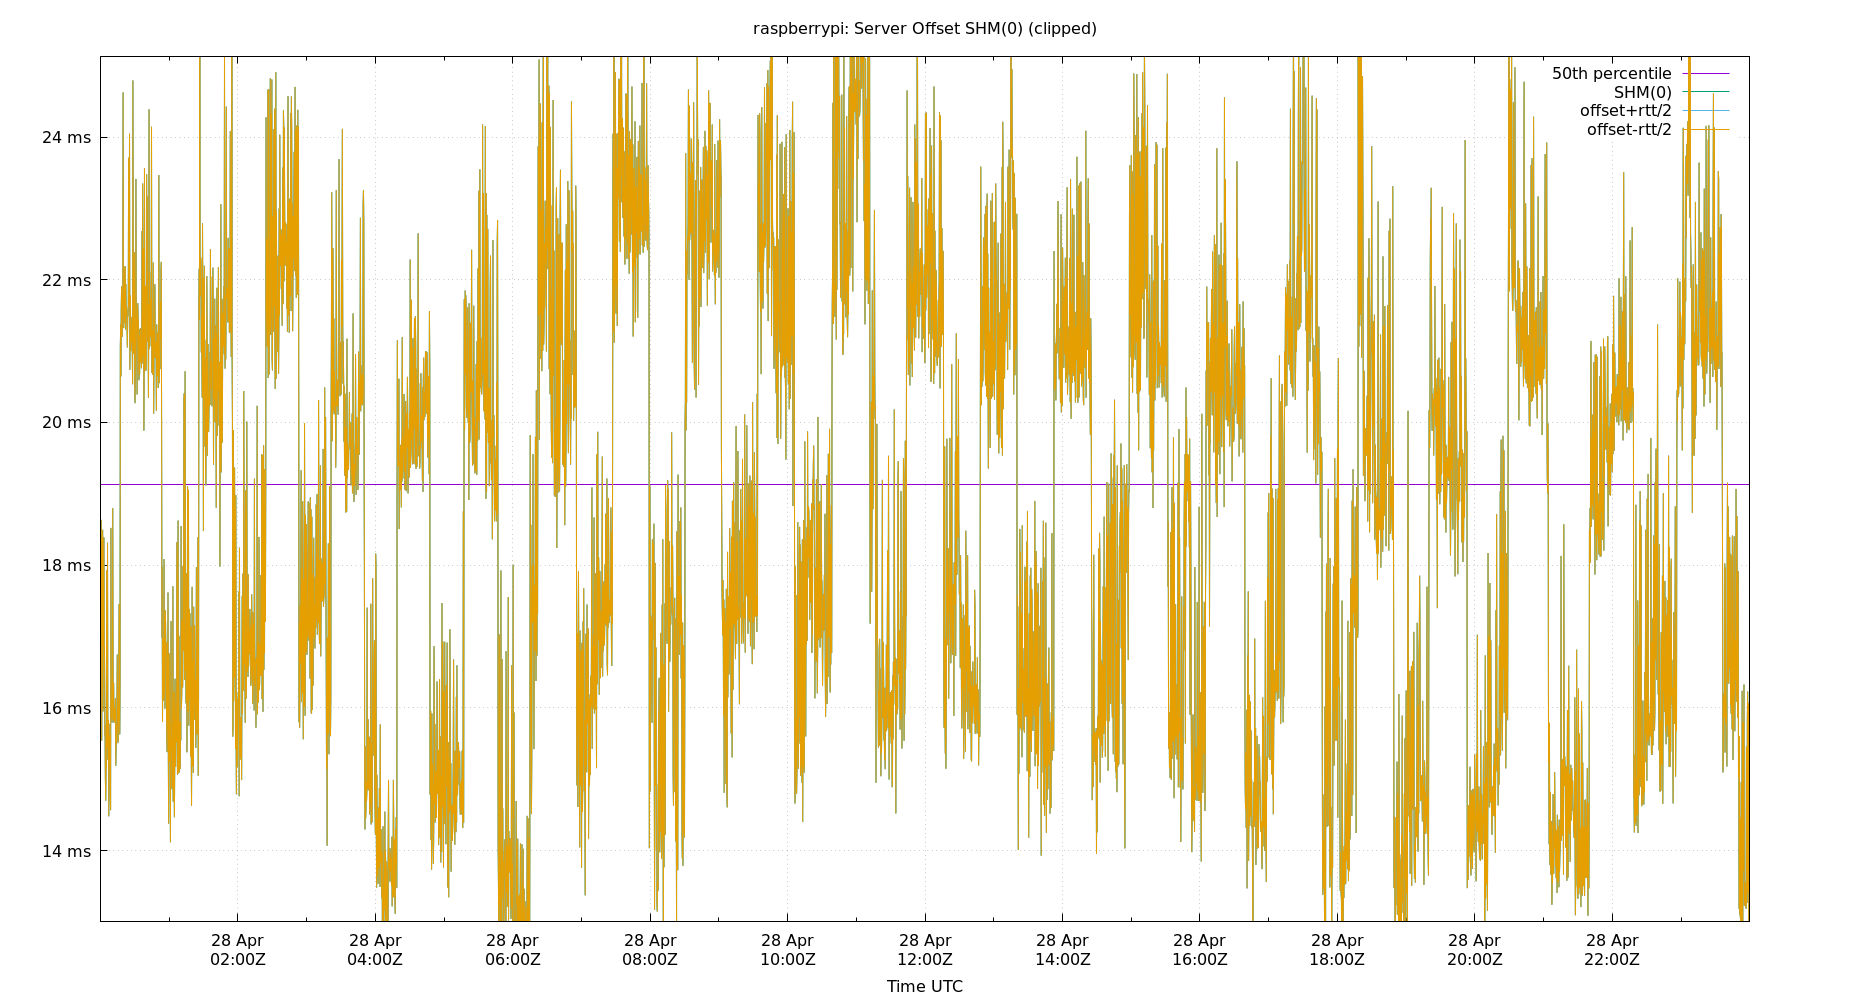 raspberrypi: Server Offset SHM(0) (clipped)
50th percentile
SHM(0)
offset+rtt/2
offset-rtt/2
24 ms
22 ms
20 ms
18 ms
16 ms
14 ms
28 Apr 28 Apr 28 Apr 28 Apr 28 Apr 28 Apr 28 Apr 28 Apr 28 Apr 28 Apr 28 Apr
02:00Z 04:00Z 06:00Z 08:00Z 10:00Z 12:00Z 14:00Z 16:00Z 18:00Z 20:00Z 22:00Z
Time UTC